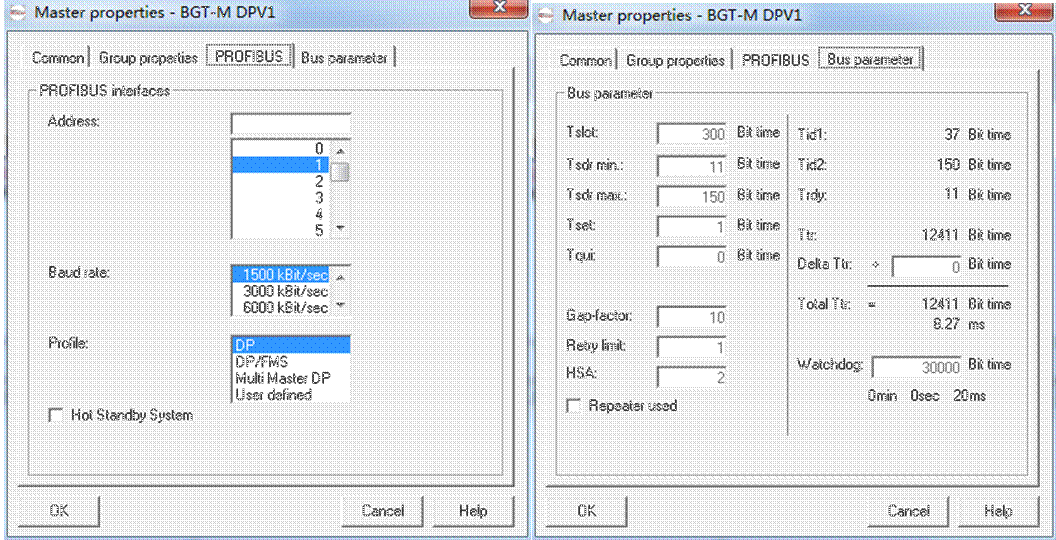 Master properties - BGT-M DPV1
Common
Group properties
PROFIBUS
Bus parameter
PROFIBUS interfaces
Address:
0
1
2
3
4
5
Baud rate:
1500 kBit/sec
3000 kBit/sec
6000 kBit/sec
Profile:
DP
DP/FMS
Multi Master DP
User defined
Hot Standby System
OK
Cancel
Help
Master properties - BGT-M DPV1
Common
Group properties
PROFIBUS
Bus parameter
Bus parameter
Tslot: 300 Bit time
Tsdr min.: 11 Bit time
Tsdr max.: 150 Bit time
Tset: 1 Bit time
Tqui: 0 Bit time
Gap-factor: 10
Retry limit: 1
HSA: 2
Repeater used
Tid1: 37 Bit time
Tid2: 150 Bit time
Trdy: 11 Bit time
Ttr: 12411 Bit time
Delta Ttr: + 0 Bit time
Total Ttr: = 12411 Bit time
8.27 ms
Watchdog: 30000 Bit time
0min 0sec 20ms
OK
Cancel
Help